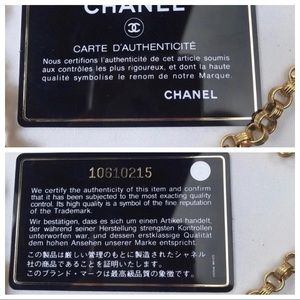 CHANEL
CARTE D'AUTHENTICITÉ
Nous certifions l'authenticité de cet article soumis
aux contrôles les plus rigoureux, et dont la haute
qualité symbolise le renom de notre Marque.
CHANEL
10610215
We certify the authenticity of this item and confirm
that it has been subjected to the most exacting quality
control. Its high quality is a symbol of the fine reputation
of the Trademark.
Wir bestätigen, dass es sich um einen Artikel handelt,
der während seiner Herstellung strengsten Kontrollen
unterworfen war, und dessen erstklassige Qualität
dem hohen Ansehen unserer Marke entspricht.
この製品は厳しい管理のもとに製造されたシャネル
社の商品であることを証明いたします。
このブランド・マークは最高級品質の象徴です。